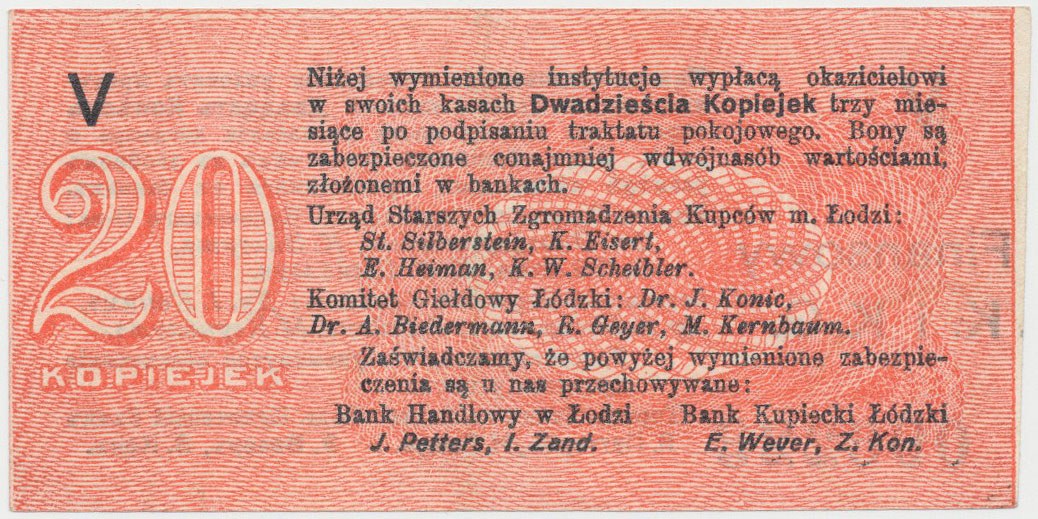 V
20
KOPIEJEK
Niżej wymienione instytucje wypłacą okazicielowi
w swoich kasach Dwadzieścia Kopiejek trzy mie-
siące po podpisaniu traktatu pokojowego. Bony są
zabezpieczone conajmniej wdwójnasób wartościami,
złożonemi w bankach.
Urząd Starszych Zgromadzenia Kupców m. Łodzi:
St. Silberstein, K. Eisert,
E. Heiman, K. W. Scheibler.
Komitet Giełdowy Łódzki: Dr. J. Konic,
Dr. A. Biedermann, R. Geyer, M. Kernbaum.
Zaświadczamy, że powyżej wymienione zabezpie-
czenia są u nas przechowywane:
Bank Handlowy w Łodzi Bank Kupiecki Łódzki
J. Petters, I. Zand. E. Wever, Z. Kon.